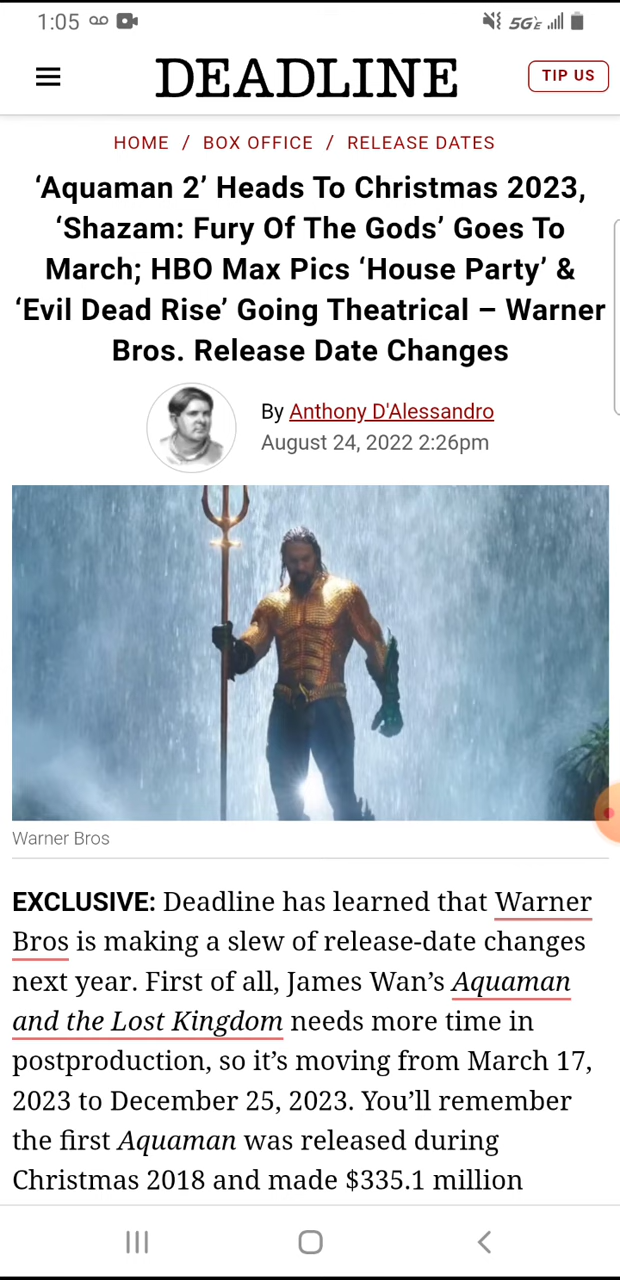 1:05
5GE
DEADLINE
TIP US
HOME / BOX OFFICE / RELEASE DATES
‘Aquaman 2’ Heads To Christmas 2023,
‘Shazam: Fury Of The Gods’ Goes To
March; HBO Max Pics ‘House Party’ &
‘Evil Dead Rise’ Going Theatrical – Warner
Bros. Release Date Changes
By Anthony D'Alessandro
August 24, 2022 2:26pm
Warner Bros
EXCLUSIVE: Deadline has learned that Warner
Bros is making a slew of release-date changes
next year. First of all, James Wan’s Aquaman
and the Lost Kingdom needs more time in
postproduction, so it’s moving from March 17,
2023 to December 25, 2023. You’ll remember
the first Aquaman was released during
Christmas 2018 and made $335.1 million